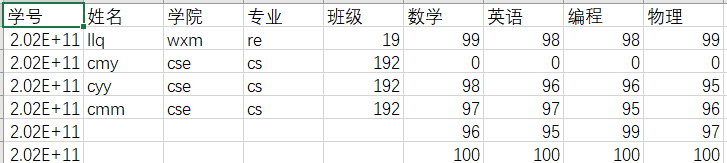 学号 姓名 学院 专业 班级 数学 英语 编程 物理
2.02E+11 llq wxm re 19 99 98 98 99
2.02E+11 cmy cse cs 192 0 0 0 0
2.02E+11 cyy cse cs 192 98 96 96 95
2.02E+11 cmm cse cs 192 97 97 95 96
2.02E+11 96 95 99 97
2.02E+11 100 100 100 100